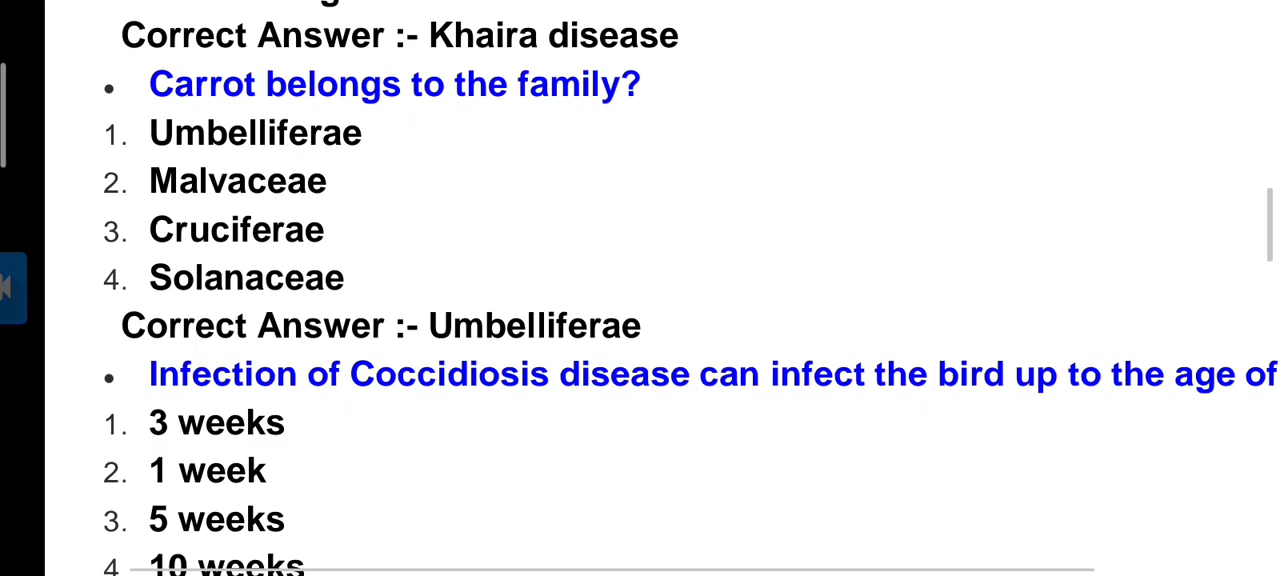 Correct Answer :- Khaira disease
• Carrot belongs to the family?
1. Umbelliferae
2. Malvaceae
3. Cruciferae
4. Solanaceae
Correct Answer :- Umbelliferae
• Infection of Coccidiosis disease can infect the bird up to the age of
1. 3 weeks
2. 1 week
3. 5 weeks
4 10 weeks